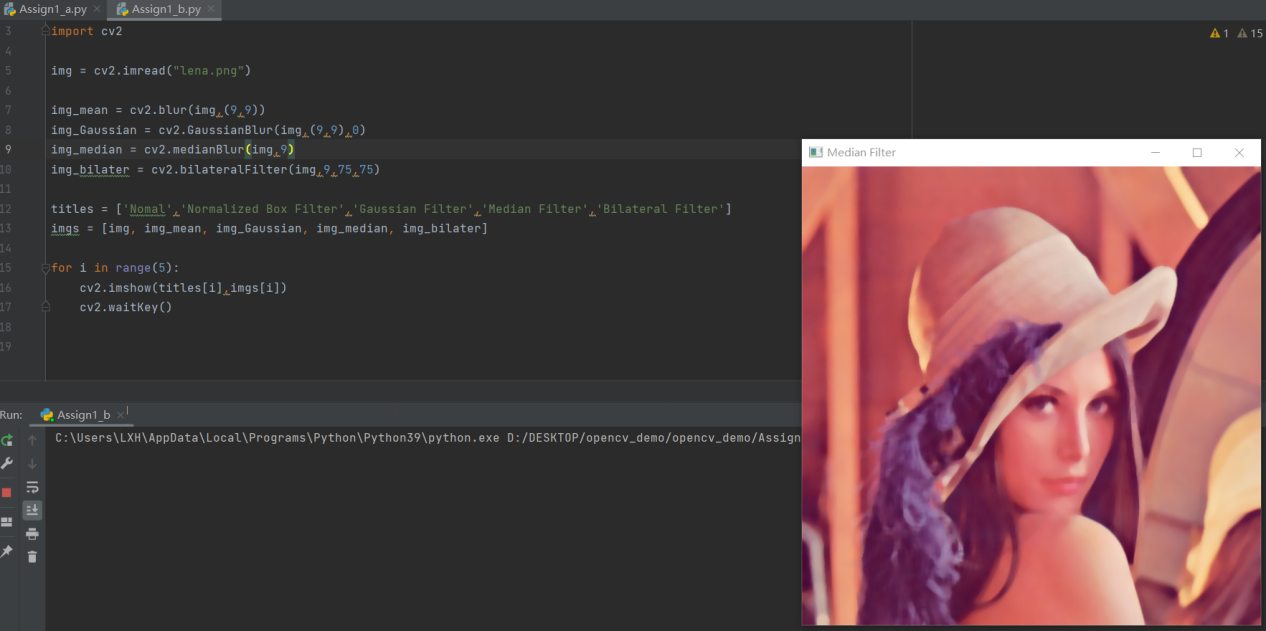 Assign1_a.py × Assign1_b.py ×
1 15
3 import cv2
4
5 img = cv2.imread("lena.png")
6
7 img_mean = cv2.blur(img,(9,9))
8 img_Gaussian = cv2.GaussianBlur(img,(9,9),0)
9 img_median = cv2.medianBlur(img,9)
10 img_bilater = cv2.bilateralFilter(img,9,75,75)
11
12 titles = ['Nomal','Normalized Box Filter','Gaussian Filter','Median Filter','Bilateral Filter']
13 imgs = [img, img_mean, img_Gaussian, img_median, img_bilater]
14
15 for i in range(5):
16 cv2.imshow(titles[i],imgs[i])
17 cv2.waitKey()
18
19
Median Filter
Run: Assign1_b ×
C:\Users\LXH\AppData\Local\Programs\Python\Python39\python.exe D:/DESKTOP/opencv_demo/opencv_demo/Assign